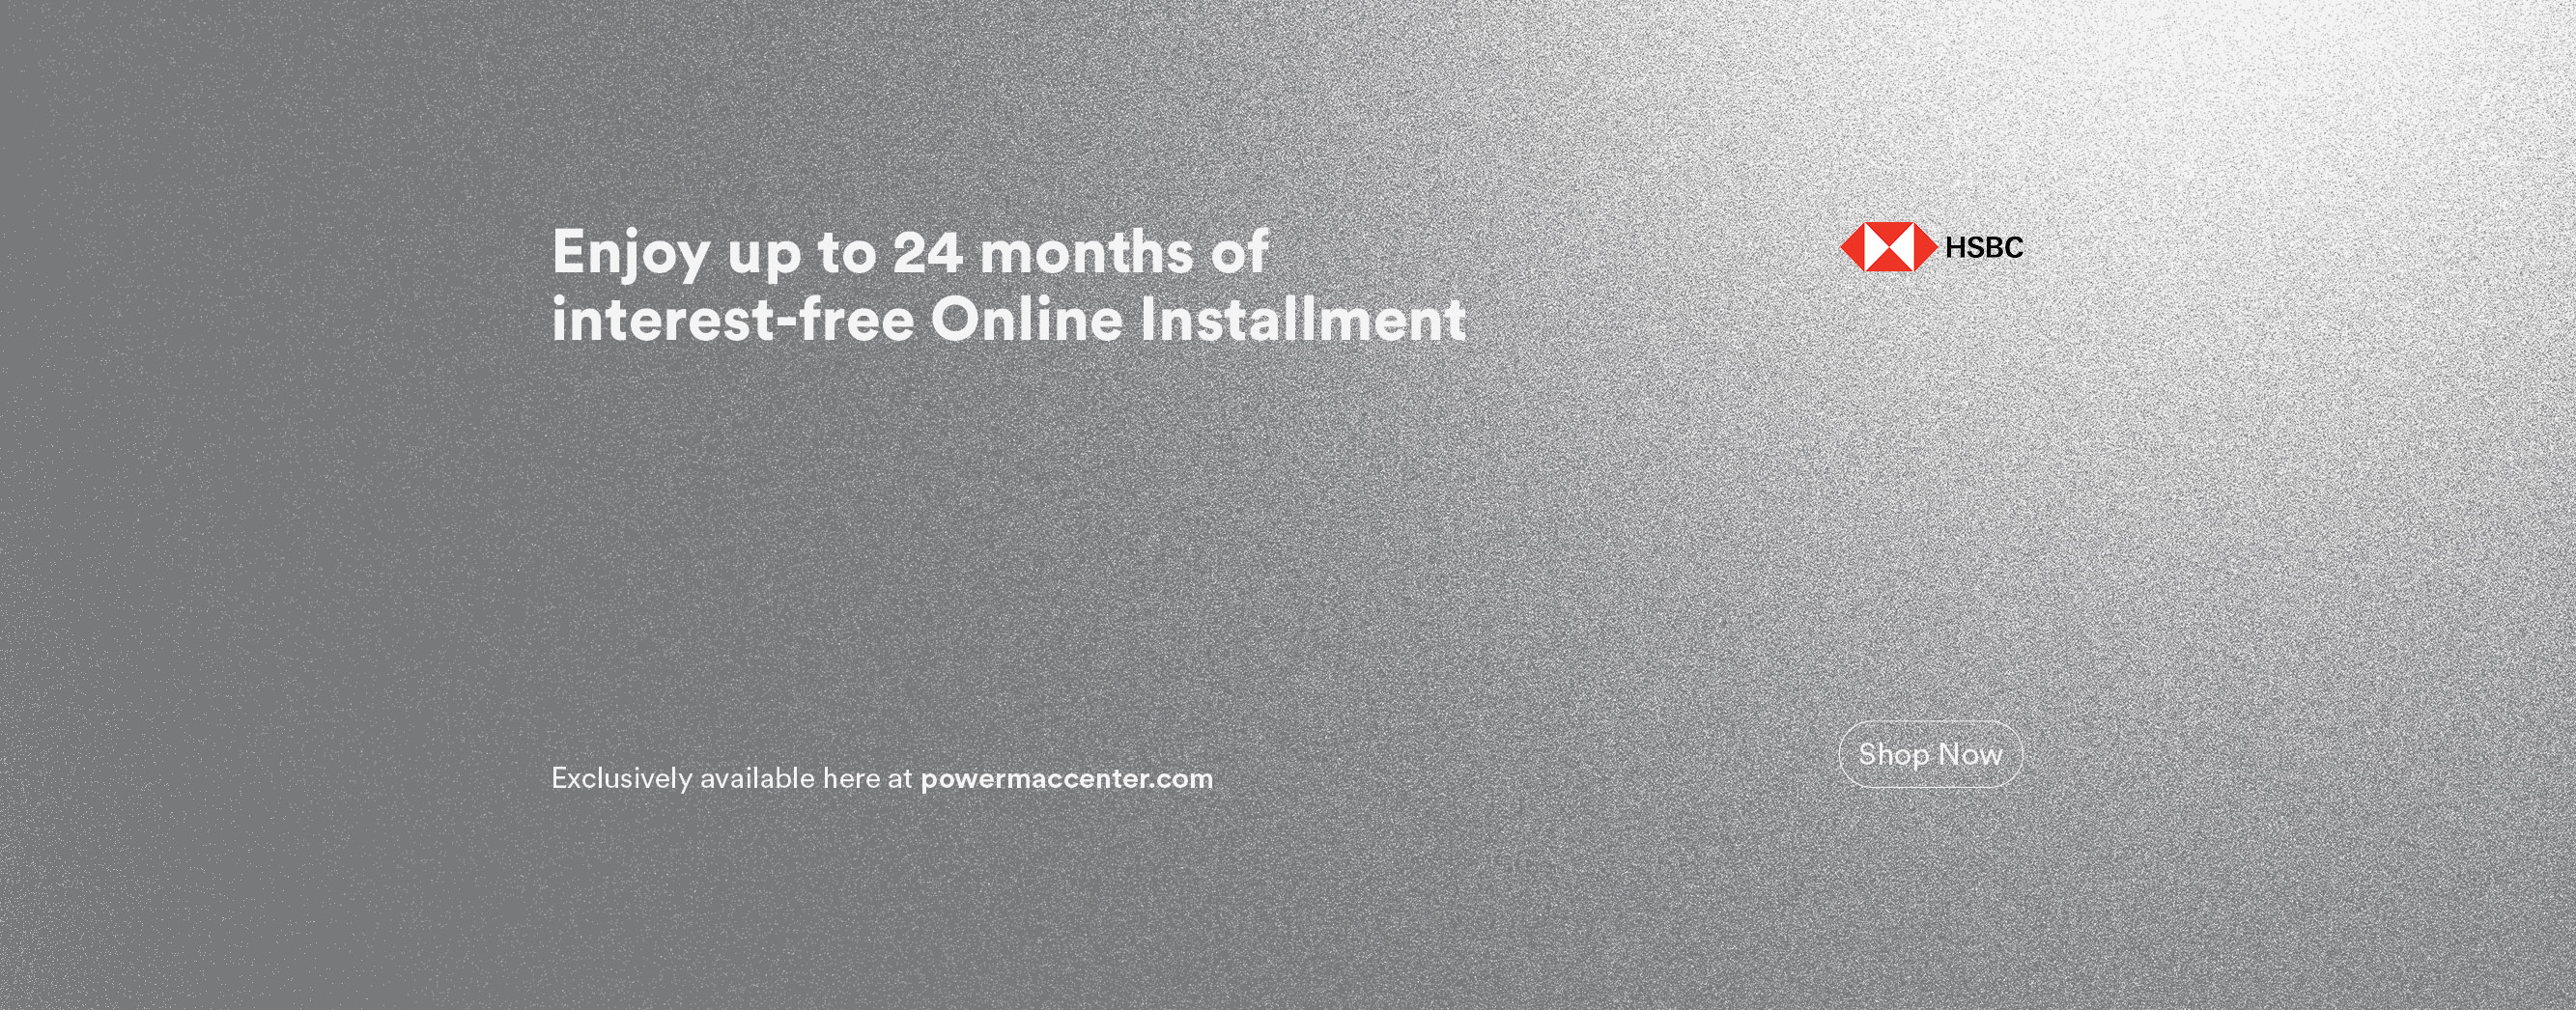 Enjoy up to 24 months of
interest-free Online Installment
HSBC
Exclusively available here at powermaccenter.com
Shop Now